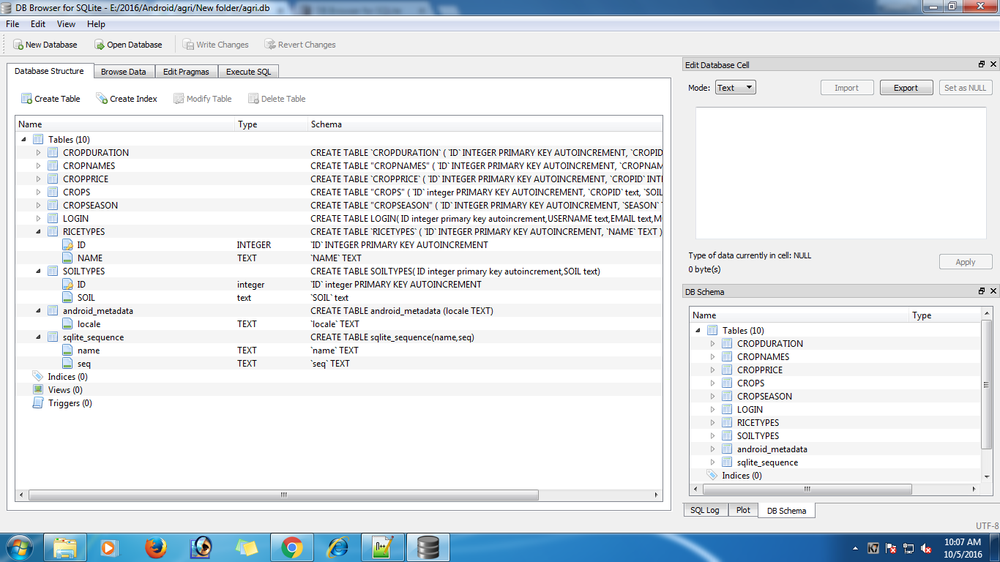 DB Browser for SQLite - E:/2016/Android/agri/New folder/agri.db
File Edit View Help
New Database Open Database Write Changes Revert Changes
Database Structure Browse Data Edit Pragmas Execute SQL
Create Table Create Index Modify Table Delete Table
Name Type Schema
Tables (10)
CROPDURATION CREATE TABLE `CROPDURATION` ( `ID` INTEGER PRIMARY KEY AUTOINCREMENT, `CROPID
CROPNAMES CREATE TABLE "CROPNAMES" ( `ID` INTEGER PRIMARY KEY AUTOINCREMENT, `CROPNAM
CROPPRICE CREATE TABLE `CROPPRICE` ( `ID` INTEGER PRIMARY KEY AUTOINCREMENT, `CROPID` INTI
CROPS CREATE TABLE "CROPS" ( `ID` integer PRIMARY KEY AUTOINCREMENT, `CROPID` text, `SOIL
CROPSEASON CREATE TABLE "CROPSEASON" ( `ID` INTEGER PRIMARY KEY AUTOINCREMENT, `SEASON` 
LOGIN CREATE TABLE LOGIN( ID integer primary key autoincrement,USERNAME text,EMAIL text,M
RICETYPES CREATE TABLE `RICETYPES` ( `ID` INTEGER PRIMARY KEY AUTOINCREMENT, `NAME` TEXT )
ID INTEGER `ID` INTEGER PRIMARY KEY AUTOINCREMENT
NAME TEXT `NAME` TEXT
SOILTYPES CREATE TABLE SOILTYPES( ID integer primary key autoincrement,SOIL text)
ID integer `ID` integer PRIMARY KEY AUTOINCREMENT
SOIL text `SOIL` text
android_metadata CREATE TABLE android_metadata (locale TEXT)
locale TEXT `locale` TEXT
sqlite_sequence CREATE TABLE sqlite_sequence(name,seq)
name TEXT `name` TEXT
seq TEXT `seq` TEXT
Indices (0)
Views (0)
Triggers (0)
Edit Database Cell
Mode: Text Import Export Set as NULL
Type of data currently in cell: NULL
0 byte(s)
Apply
DB Schema
Name Type
Tables (10)
CROPDURATION
CROPNAMES
CROPPRICE
CROPS
CROPSEASON
LOGIN
RICETYPES
SOILTYPES
android_metadata
sqlite_sequence
Indices (0)
SQL Log Plot DB Schema
UTF-8
10:07 AM
10/5/2016